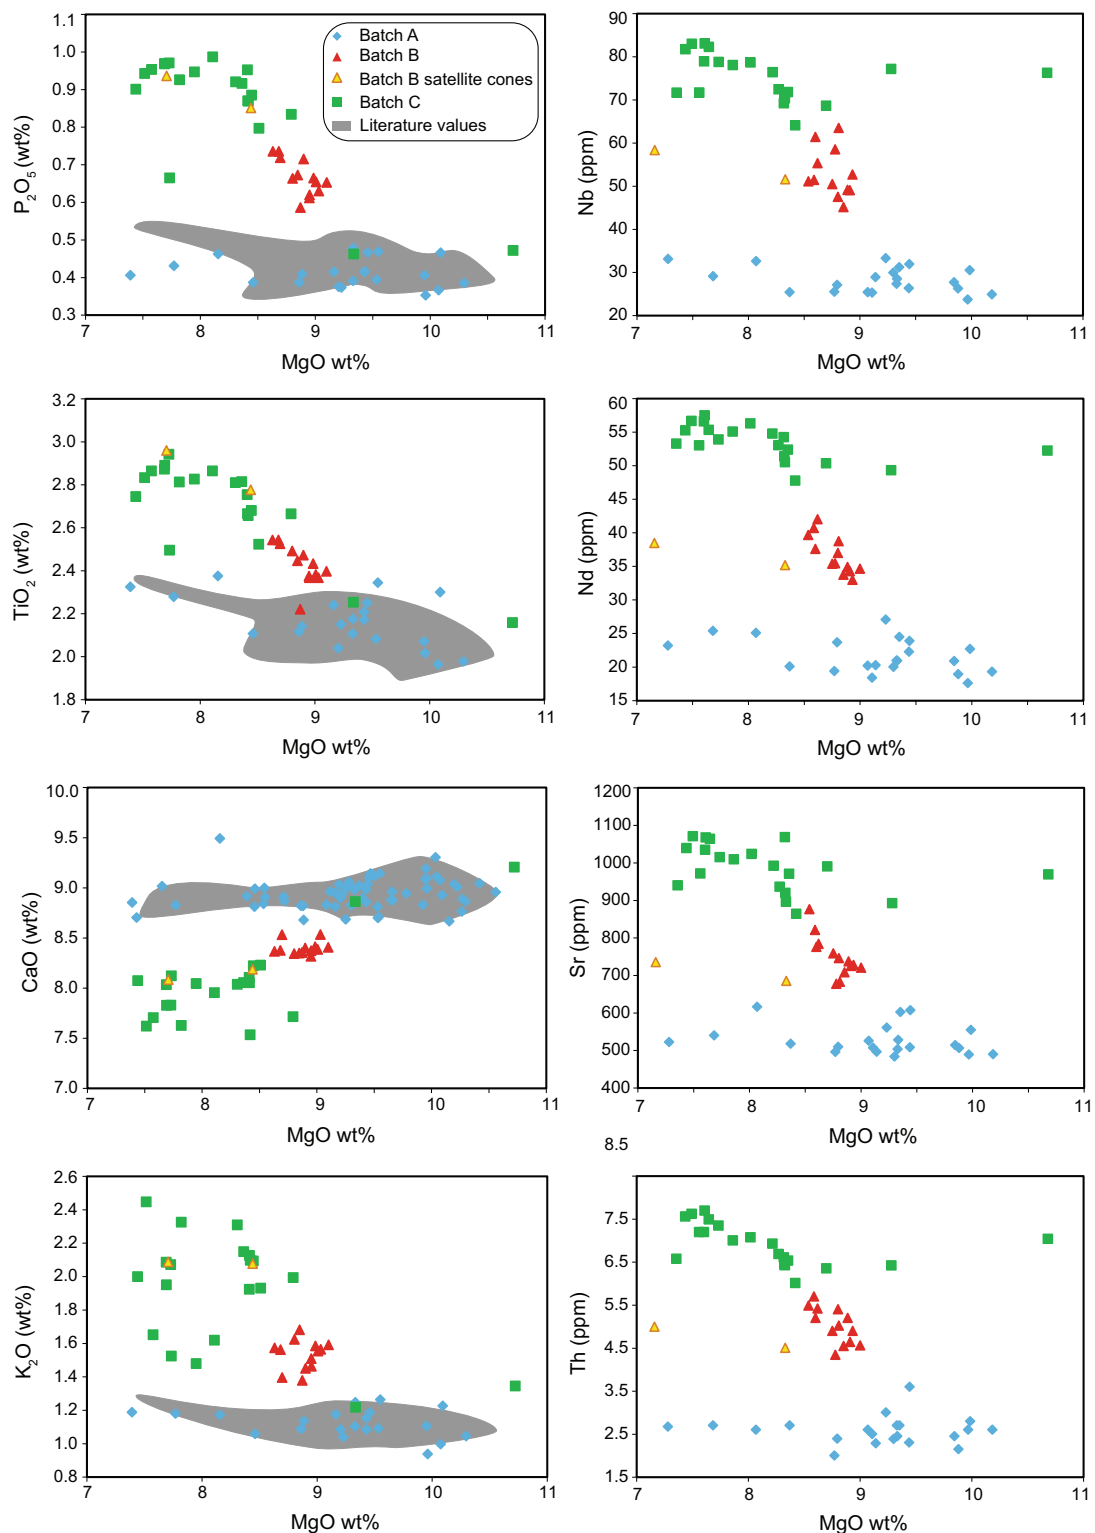 1.1
1.0
0.9
0.8
0.7
0.6
0.5
0.4
0.3
P2O5 (wt%)
7 8 9 10 11
MgO wt%
Batch A
Batch B
Batch B satellite cones
Batch C
Literature values
90
80
70
60
50
40
30
20
Nb (ppm)
7 8 9 10 11
MgO wt%
3.2
3.0
2.8
2.6
2.4
2.2
2.0
1.8
TiO2 (wt%)
7 8 9 10 11
MgO wt%
60
55
50
45
40
35
30
25
20
15
Nd (ppm)
7 8 9 10 11
MgO wt%
10.0
9.5
9.0
8.5
8.0
7.5
7.0
CaO (wt%)
7 8 9 10 11
MgO wt%
1200
1100
1000
900
800
700
600
500
400
Sr (ppm)
7 8 9 10 11
MgO wt%
2.6
2.4
2.2
2.0
1.8
1.6
1.4
1.2
1.0
0.8
K2O (wt%)
7 8 9 10 11
MgO wt%
8.5
7.5
6.5
5.5
4.5
3.5
2.5
1.5
Th (ppm)
7 8 9 10 11
MgO wt%